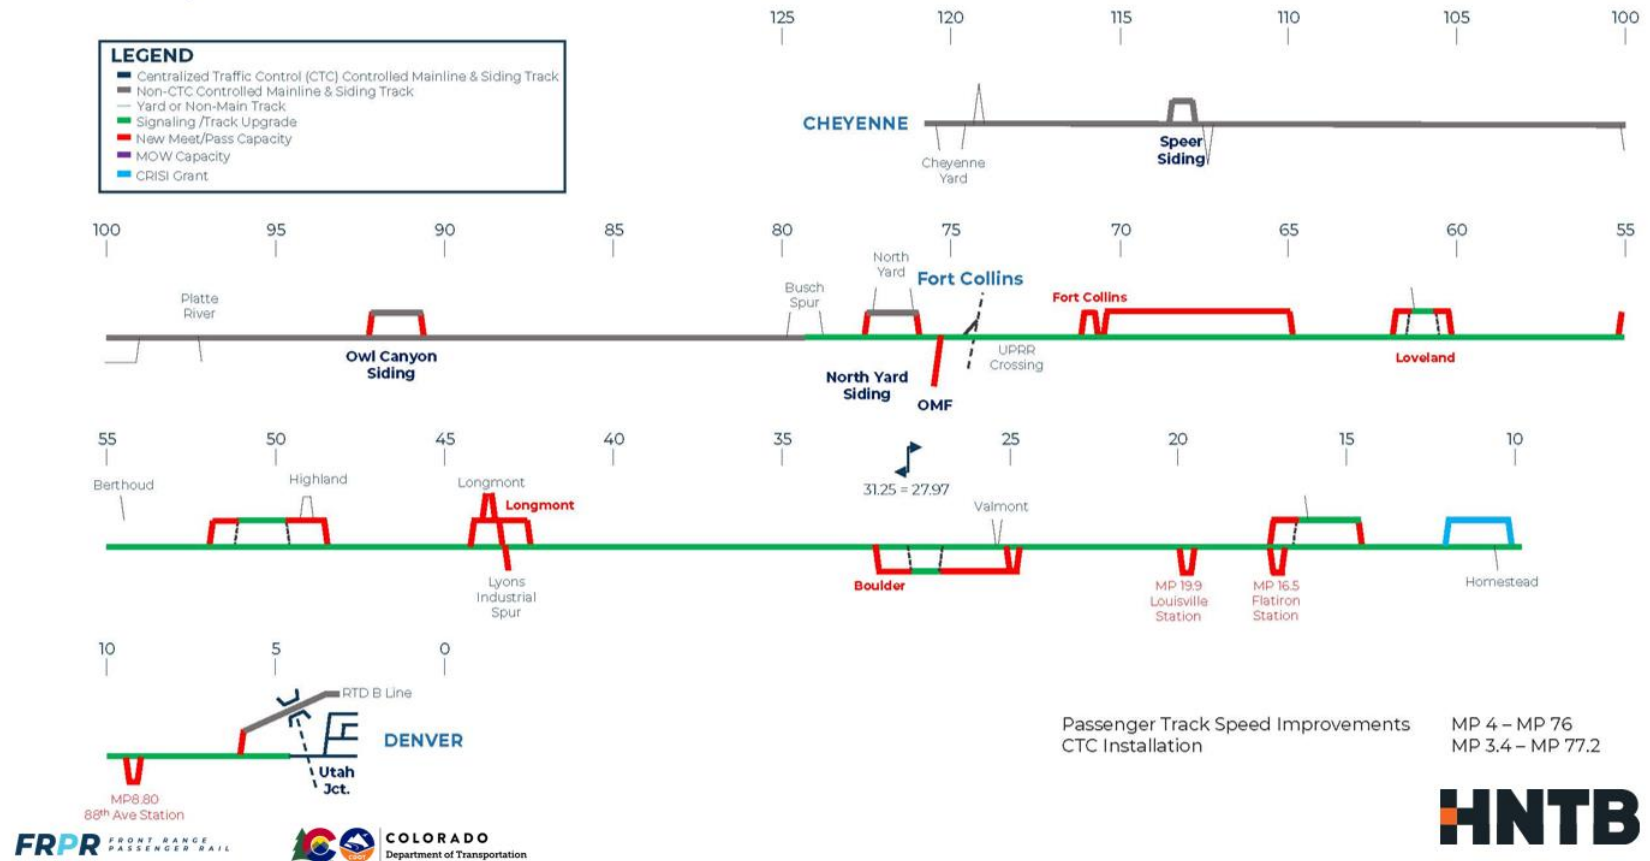 125 120 115 110 105 100
LEGEND
Centralized Traffic Control (CTC) Controlled Mainline & Siding Track
Non-CTC Controlled Mainline & Siding Track
Yard or Non-Main Track
Signaling /Track Upgrade
New Meet/Pass Capacity
MOW Capacity
CRISI Grant
CHEYENNE
Cheyenne
Yard
Speer
Siding
100 95 90 85 80 75 70 65 60 55
Platte
River
Owl Canyon
Siding
Busch
Spur
North
Yard
Fort Collins
North Yard
Siding
OMF
UPRR
Crossing
Fort Collins
Loveland
55 50 45 40 35 25 20 15 10
Berthoud
Highland
Longmont
Longmont
Lyons
Industrial
Spur
31.25 = 27.97
Boulder
Valmont
MP 19.9
Louisville
Station
MP 16.5
Flatiron
Station
Homestead
10 5 0
RTD B Line
DENVER
Utah
Jct.
MP8.80
88th Ave Station
Passenger Track Speed Improvements MP 4 – MP 76
CTC Installation MP 3.4 – MP 77.2
FRPR FRONT RANGE
PASSENGER RAIL
CDOT
COLORADO
Department of Transportation
HNTB